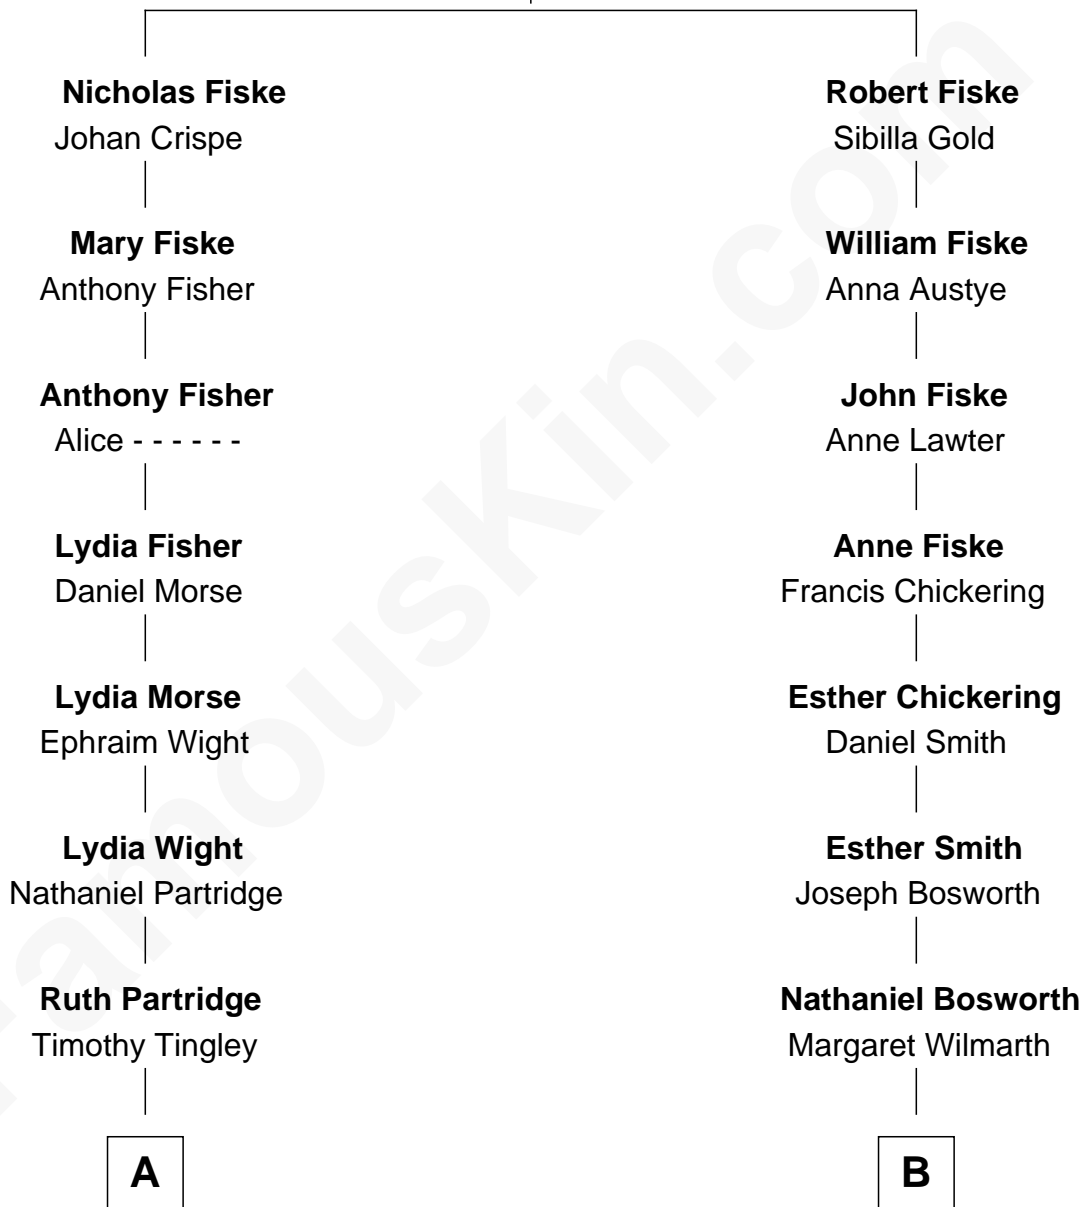 Nicholas Fiske
Johan Crispe
Mary Fiske
Anthony Fisher
Anthony Fisher
Alice - - - - - -
Lydia Fisher
Daniel Morse
Lydia Morse
Ephraim Wight
Lydia Wight
Nathaniel Partridge
Ruth Partridge
Timothy Tingley
A
Robert Fiske
Sibilla Gold
William Fiske
Anna Austye
John Fiske
Anne Lawter
Anne Fiske
Francis Chickering
Esther Chickering
Daniel Smith
Esther Smith
Joseph Bosworth
Nathaniel Bosworth
Margaret Wilmarth
B
FamousKin.com